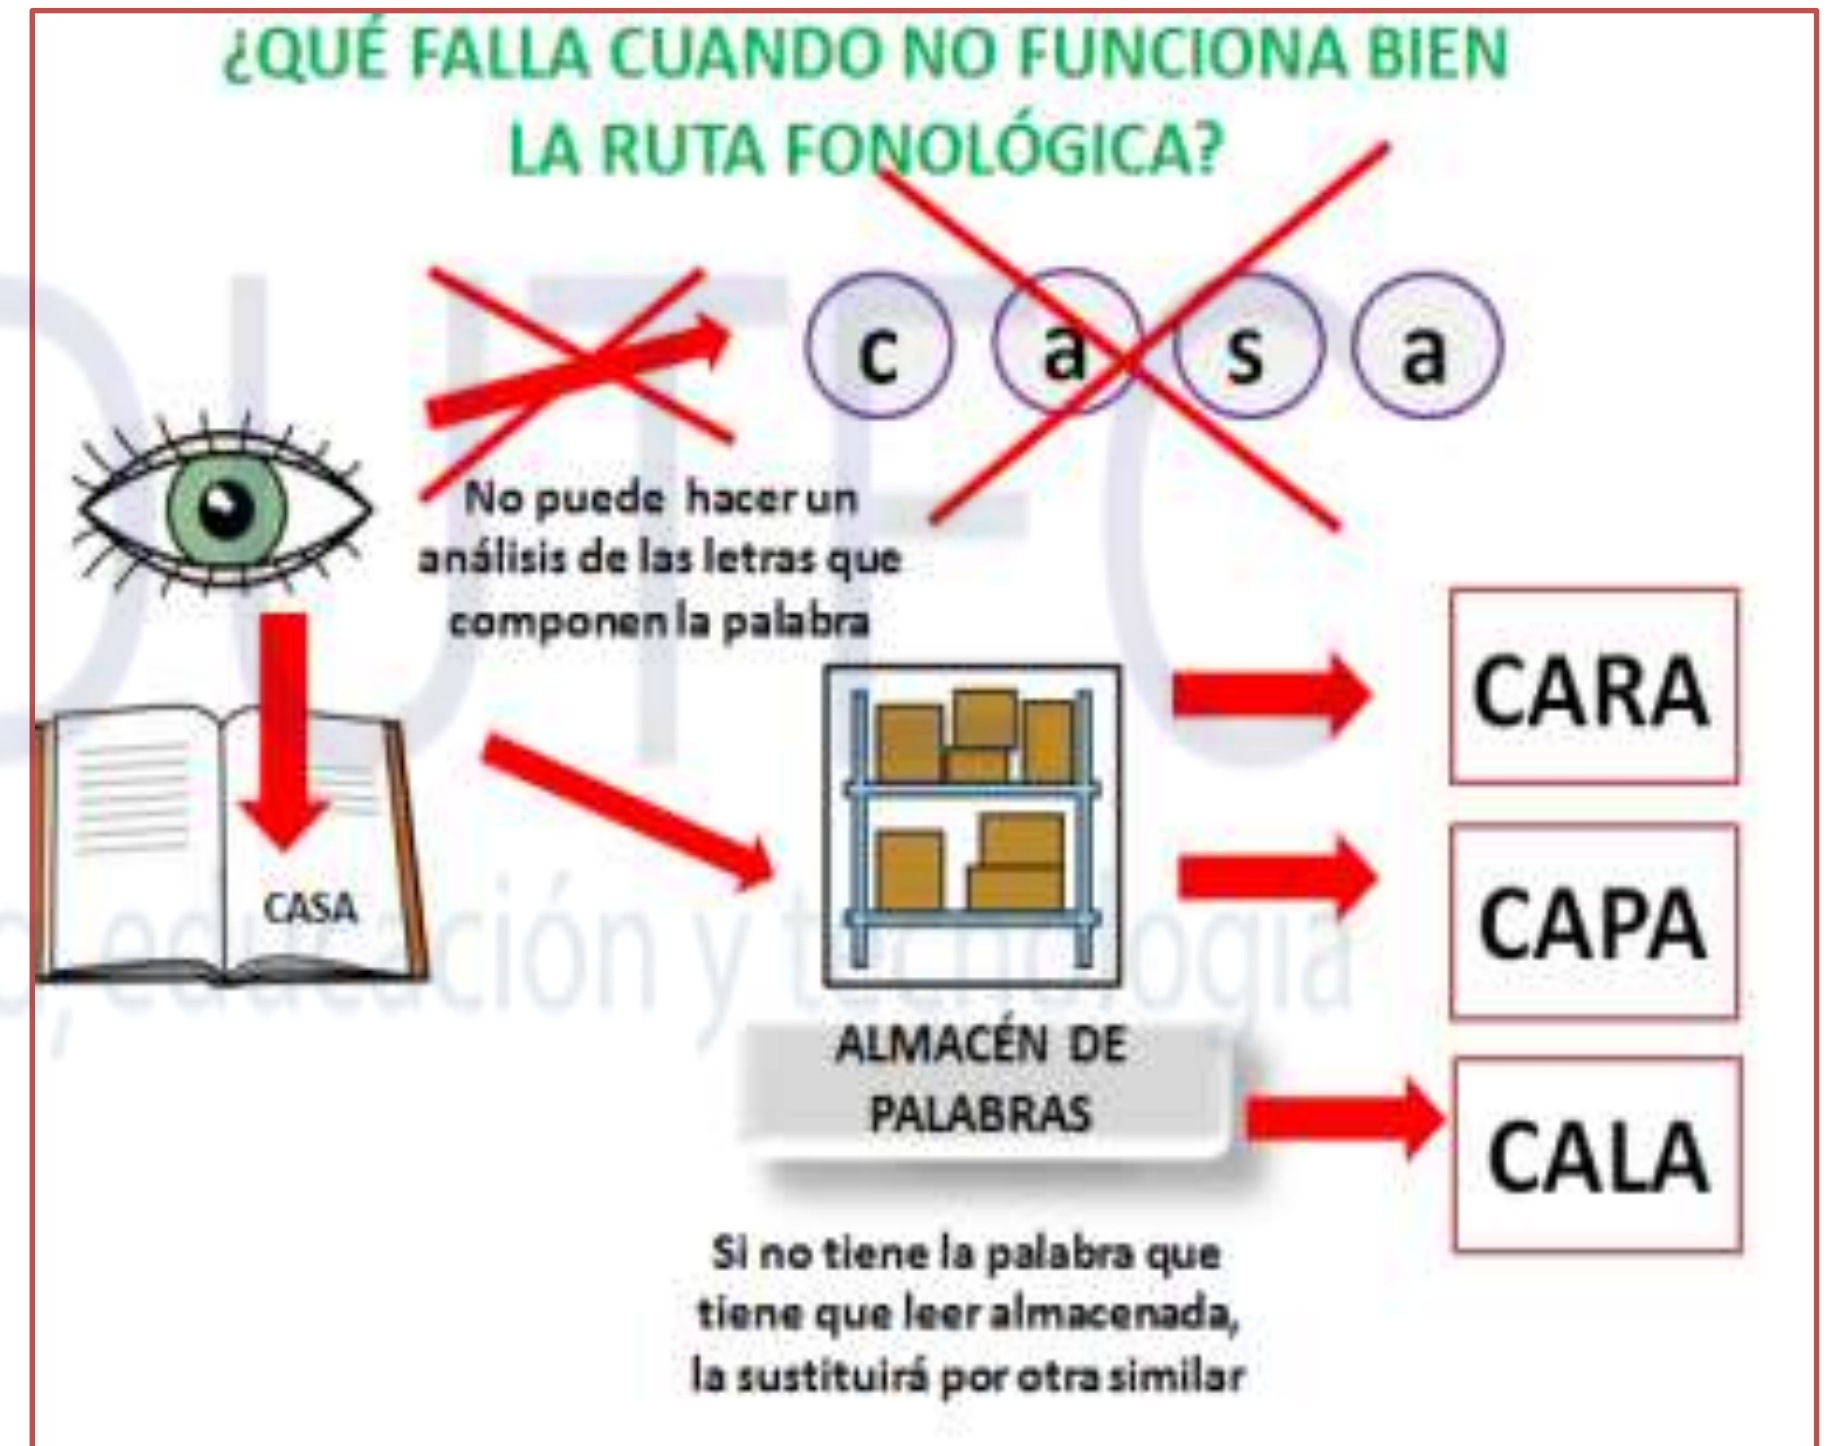 ¿QUÉ FALLA CUANDO NO FUNCIONA BIEN
LA RUTA FONOLÓGICA?
c a s a
No puede hacer un
análisis de las letras que
componen la palabra
CASA
CARA
CAPA
CALA
ALMACÉN DE
PALABRAS
Si no tiene la palabra que
tiene que leer almacenada,
la sustituirá por otra similar
educación y tecnología